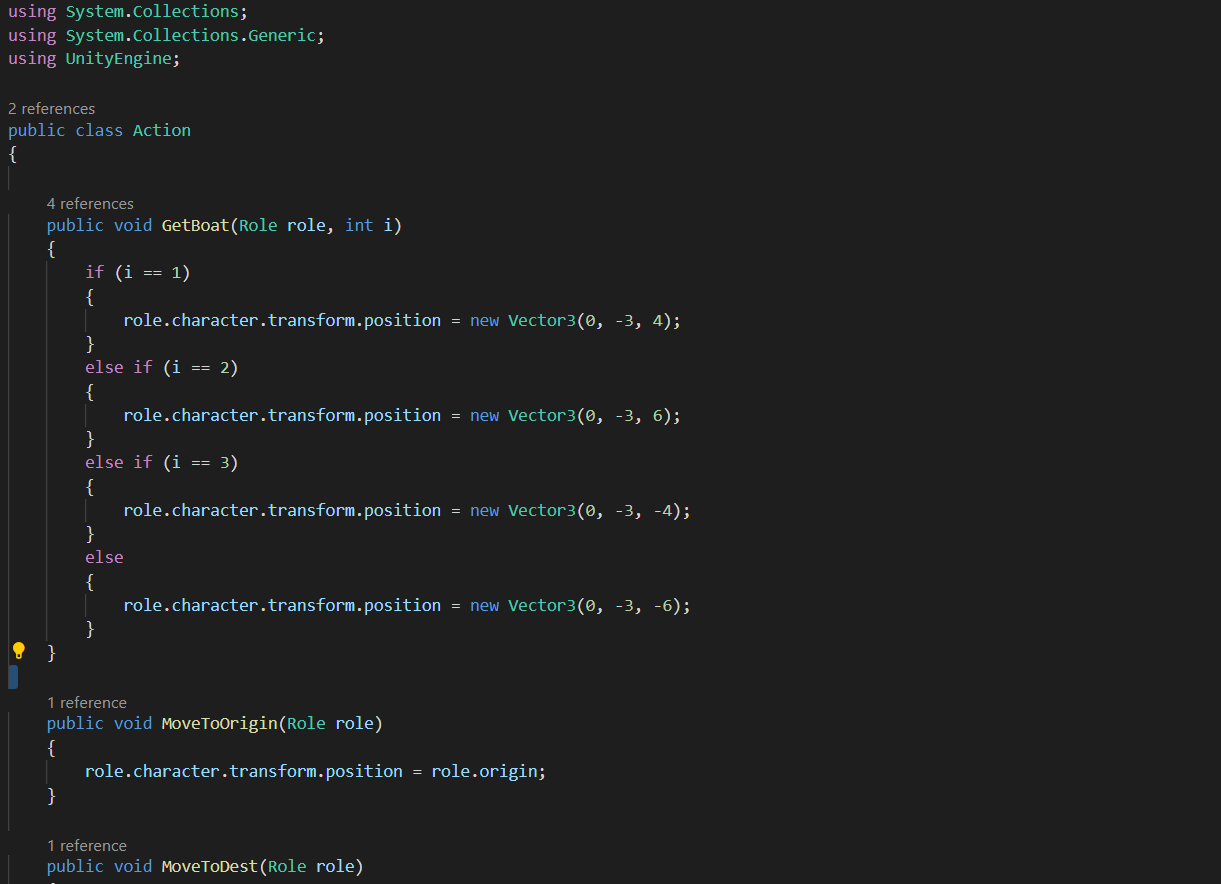 using System.Collections;
using System.Collections.Generic;
using UnityEngine;
2 references
public class Action
{
4 references
public void GetBoat(Role role, int i)
{
if (i == 1)
{
role.character.transform.position = new Vector3(0, -3, 4);
}
else if (i == 2)
{
role.character.transform.position = new Vector3(0, -3, 6);
}
else if (i == 3)
{
role.character.transform.position = new Vector3(0, -3, -4);
}
else
{
role.character.transform.position = new Vector3(0, -3, -6);
}
}
1 reference
public void MoveToOrigin(Role role)
{
role.character.transform.position = role.origin;
}
1 reference
public void MoveToDest(Role role)